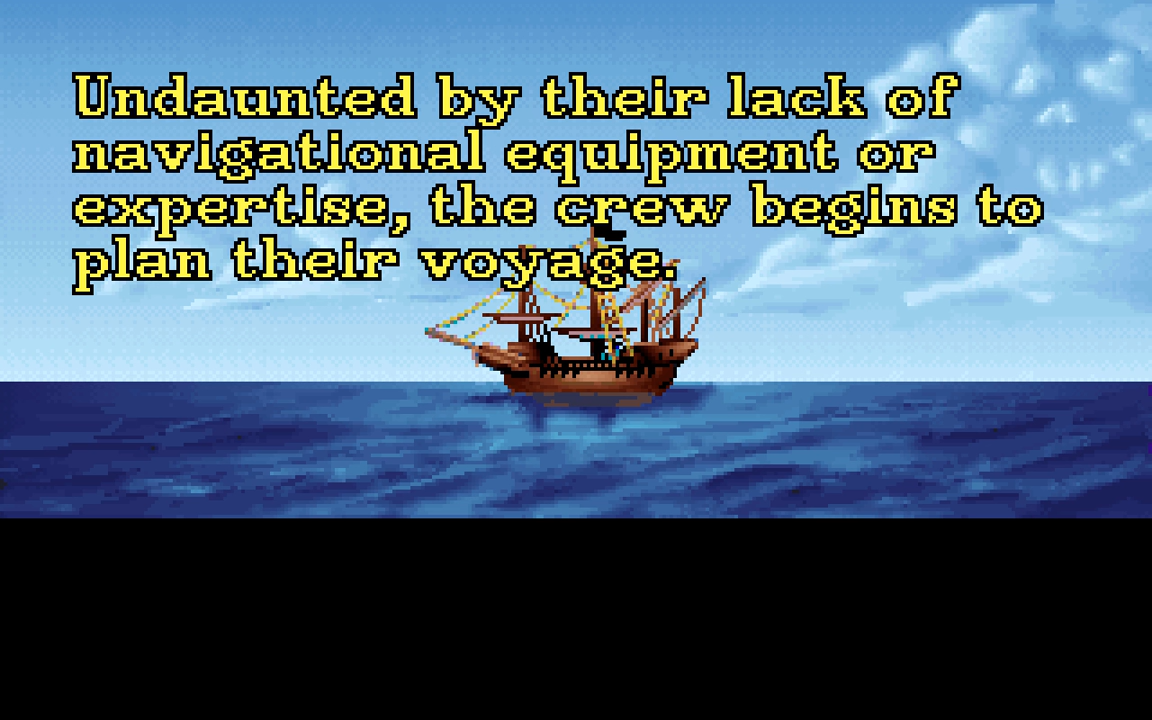 Undaunted by their lack of
navigational equipment or
expertise, the crew begins to
plan their voyage.